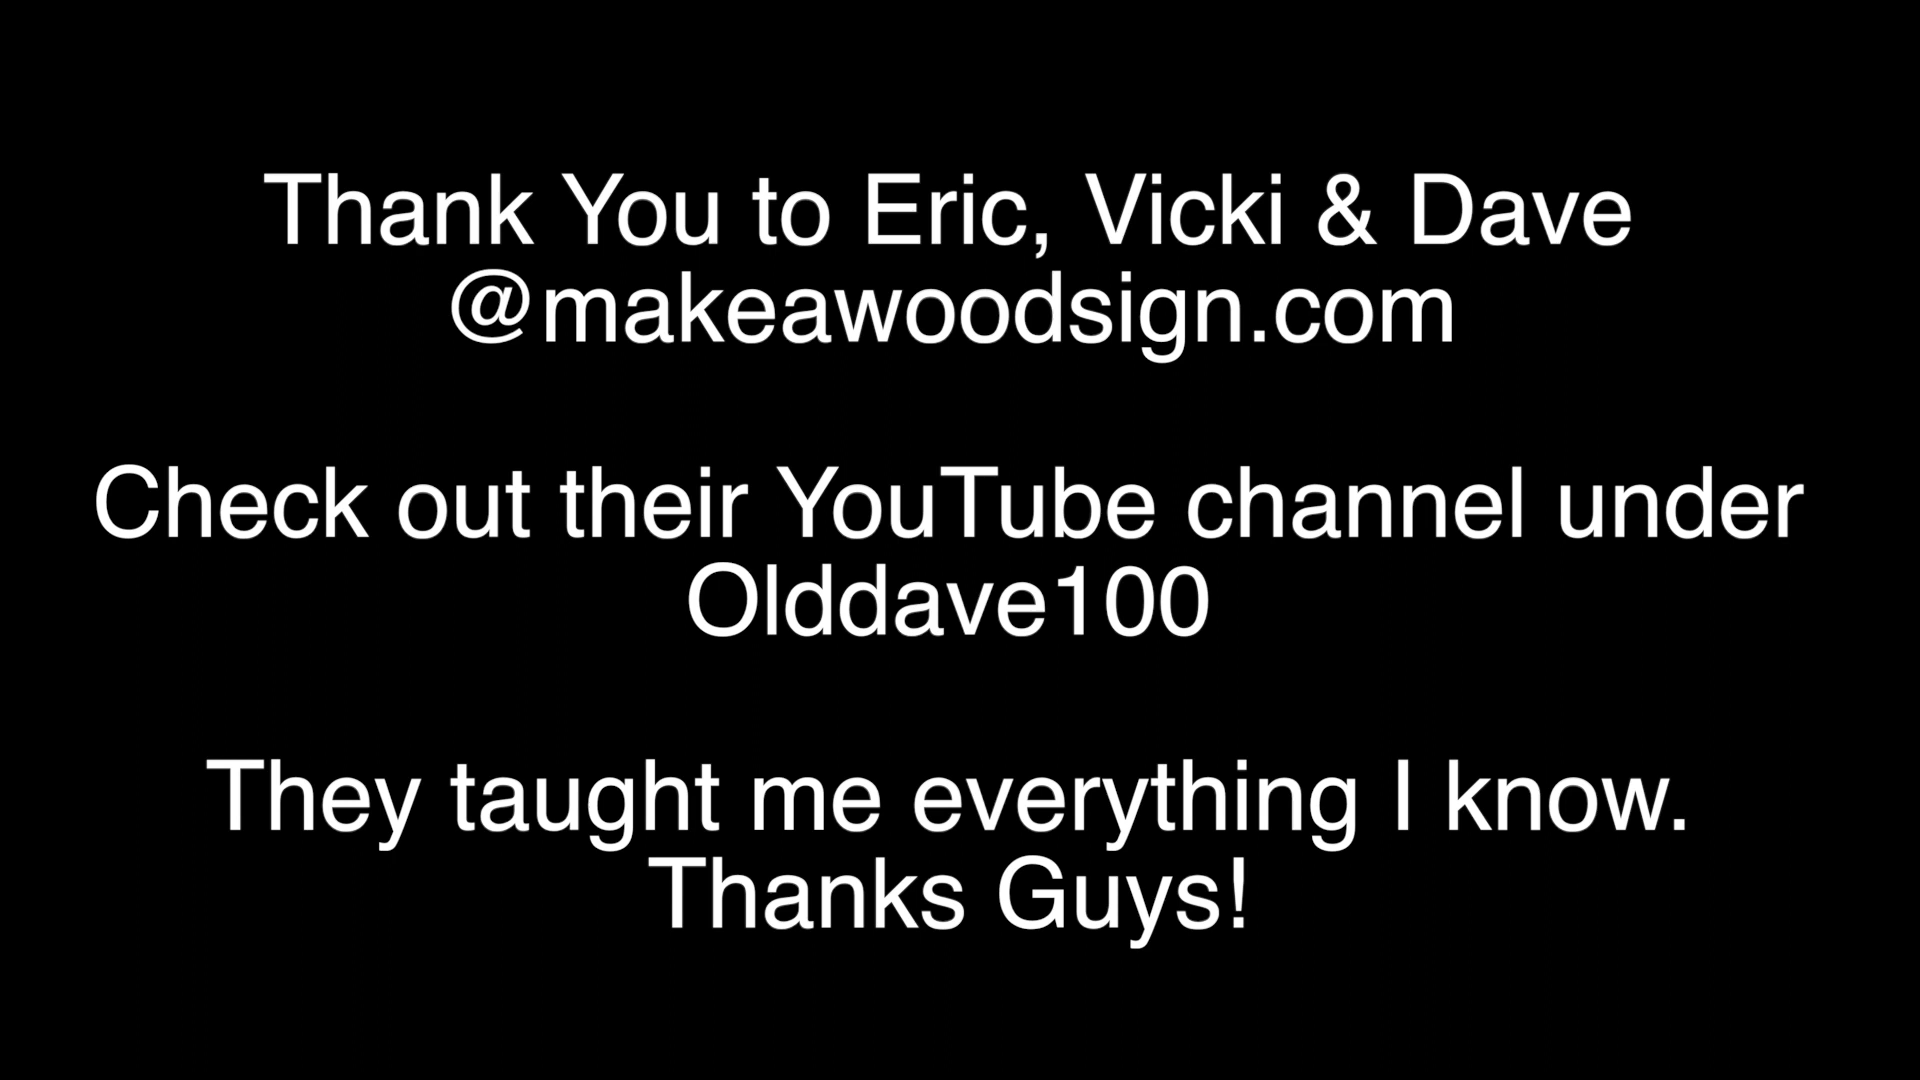 Thank You to Eric, Vicki & Dave
@makeawoodsign.com
Check out their YouTube channel under
Olddave100
They taught me everything I know.
Thanks Guys!